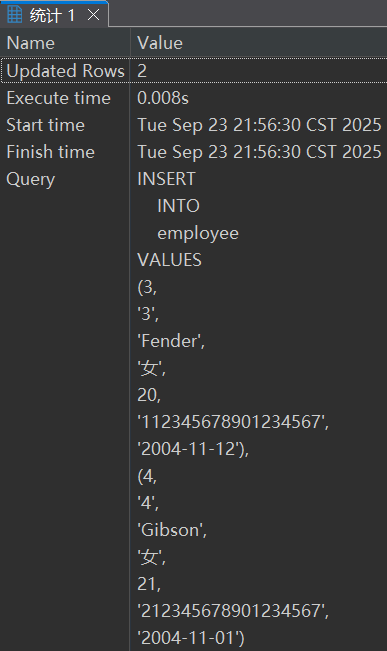 统计 1
Name Value
Updated Rows 2
Execute time 0.008s
Start time Tue Sep 23 21:56:30 CST 2025
Finish time Tue Sep 23 21:56:30 CST 2025
Query INSERT
INTO
employee
VALUES
(3,
'3',
'Fender',
'女',
20,
'112345678901234567',
'2004-11-12'),
(4,
'4',
'Gibson',
'女',
21,
'212345678901234567',
'2004-11-01')